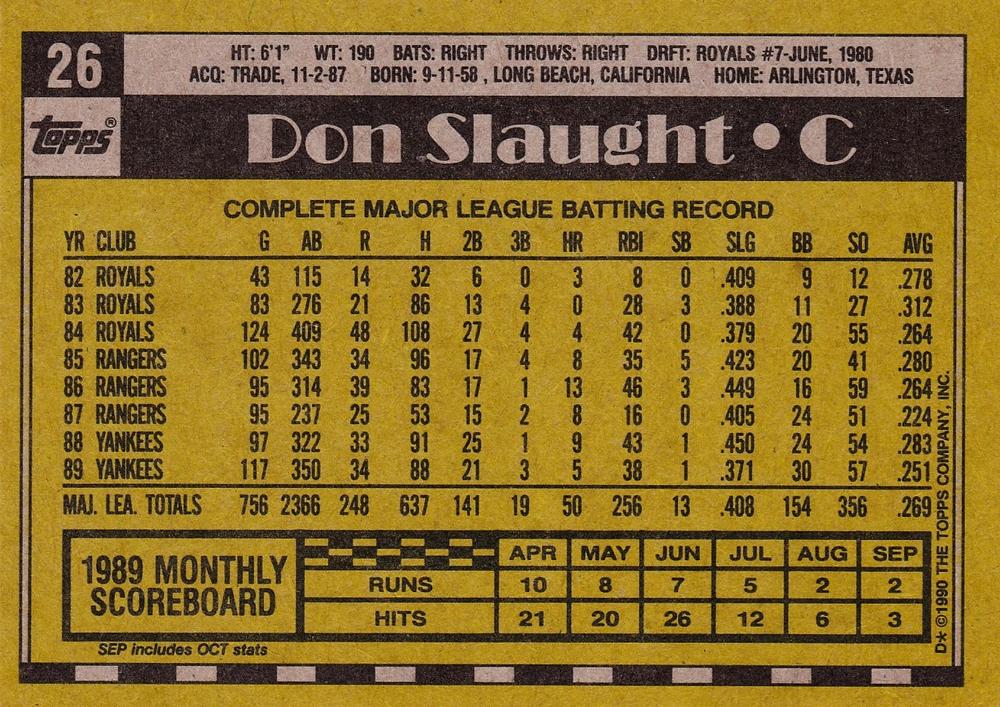 26
HT: 6'1" WT: 190 BATS: RIGHT THROWS: RIGHT DRFT: ROYALS #7-JUNE, 1980
ACQ: TRADE, 11-2-87 BORN: 9-11-58 , LONG BEACH, CALIFORNIA HOME: ARLINGTON, TEXAS
topps®
Don Slaught • C
COMPLETE MAJOR LEAGUE BATTING RECORD
YR CLUB G AB R H 2B 3B HR RBI SB SLG BB SO AVG
82 ROYALS 43 115 14 32 6 0 3 8 0 .409 9 12 .278
83 ROYALS 83 276 21 86 13 4 0 28 3 .388 11 27 .312
84 ROYALS 124 409 48 108 27 4 4 42 0 .379 20 55 .264
85 RANGERS 102 343 34 96 17 4 8 35 5 .423 20 41 .280
86 RANGERS 95 314 39 83 17 1 13 46 3 .449 16 59 .264
87 RANGERS 95 237 25 53 15 2 8 16 0 .405 24 51 .224
88 YANKEES 97 322 33 91 25 1 9 43 1 .450 24 54 .283
89 YANKEES 117 350 34 88 21 3 5 38 1 .371 30 57 .251
MAJ. LEA. TOTALS 756 2366 248 637 141 19 50 256 13 .408 154 356 .269
1989 MONTHLY
SCOREBOARD
APR MAY JUN JUL AUG SEP
RUNS 10 8 7 5 2 2
HITS 21 20 26 12 6 3
SEP includes OCT stats
D* ©1990 THE TOPPS COMPANY, INC.